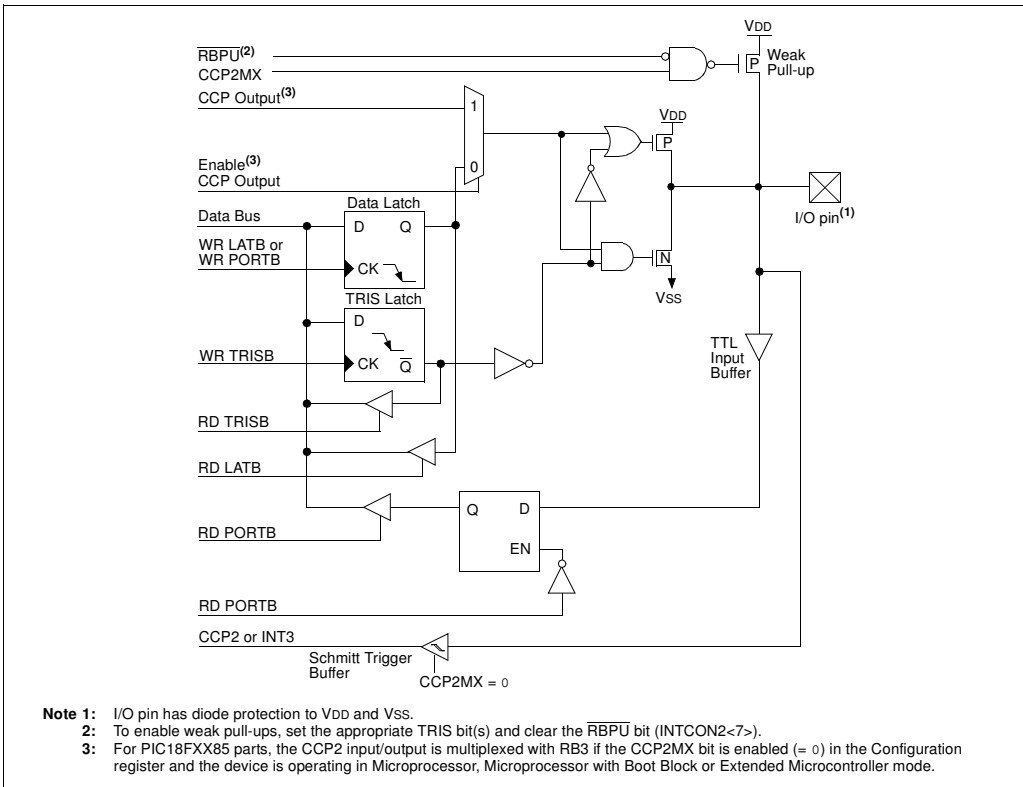 VDD
RBPU(2)
Weak
Pull-up
P
CCP2MX
CCP Output(3)
1
VDD
P
0
Enable(3)
CCP Output
I/O pin(1)
Data Bus
Data Latch
D Q
WR LATB or
WR PORTB
CK
N
VSS
TRIS Latch
D
TTL
Input
Buffer
WR TRISB
CK Q
RD TRISB
RD LATB
Q D
RD PORTB
EN
RD PORTB
CCP2 or INT3
Schmitt Trigger
Buffer
CCP2MX = 0
Note 1: I/O pin has diode protection to VDD and VSS.
2: To enable weak pull-ups, set the appropriate TRIS bit(s) and clear the RBPU bit (INTCON2<7>).
3: For PIC18FXX85 parts, the CCP2 input/output is multiplexed with RB3 if the CCP2MX bit is enabled (= 0) in the Configuration
register and the device is operating in Microprocessor, Microprocessor with Boot Block or Extended Microcontroller mode.